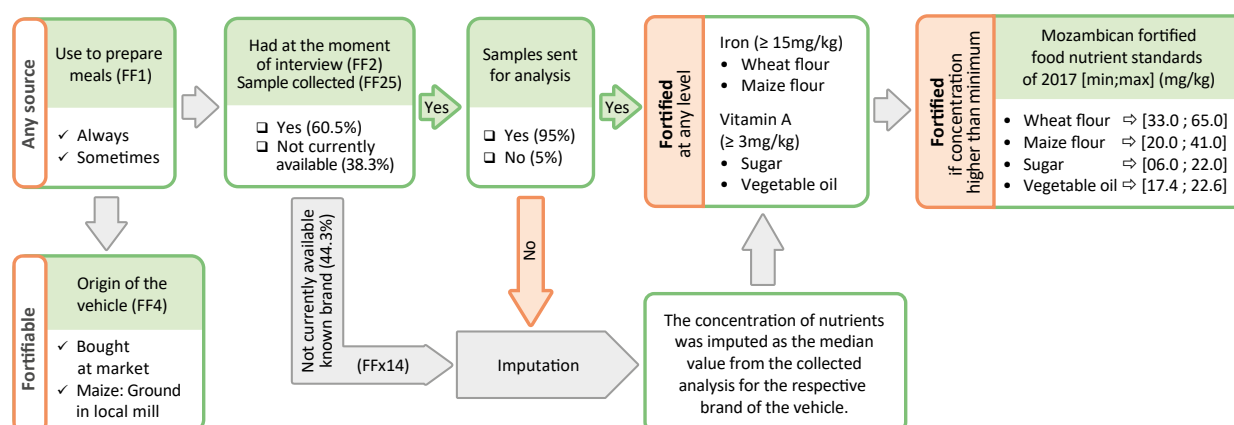 Any source
Use to prepare
meals (FF1)
✓ Always
✓ Sometimes
Had at the moment
of interview (FF2)
Sample collected (FF25)
❑ Yes (60.5%)
❑ Not currently
available (38.3%)
Yes
Samples sent
for analysis
❑ Yes (95%)
❑ No (5%)
Yes
Fortified
at any level
Iron (≥ 15mg/kg)
• Wheat flour
• Maize flour
Vitamin A
(≥ 3mg/kg)
• Sugar
• Vegetable oil
Fortified
if concentration
higher than minimum
Mozambican fortified
food nutrient standards
of 2017 [min;max] (mg/kg)
• Wheat flour ⇨ [33.0 ; 65.0]
• Maize flour ⇨ [20.0 ; 41.0]
• Sugar ⇨ [06.0 ; 22.0]
• Vegetable oil ⇨ [17.4 ; 22.6]
Fortifiable
Origin of the
vehicle (FF4)
✓ Bought
at market
✓ Maize: Ground
in local mill
Not currently available
known brand (44.3%)
(FFx14)
No
Imputation
The concentration of nutrients
was imputed as the median
value from the collected
analysis for the respective
brand of the vehicle.